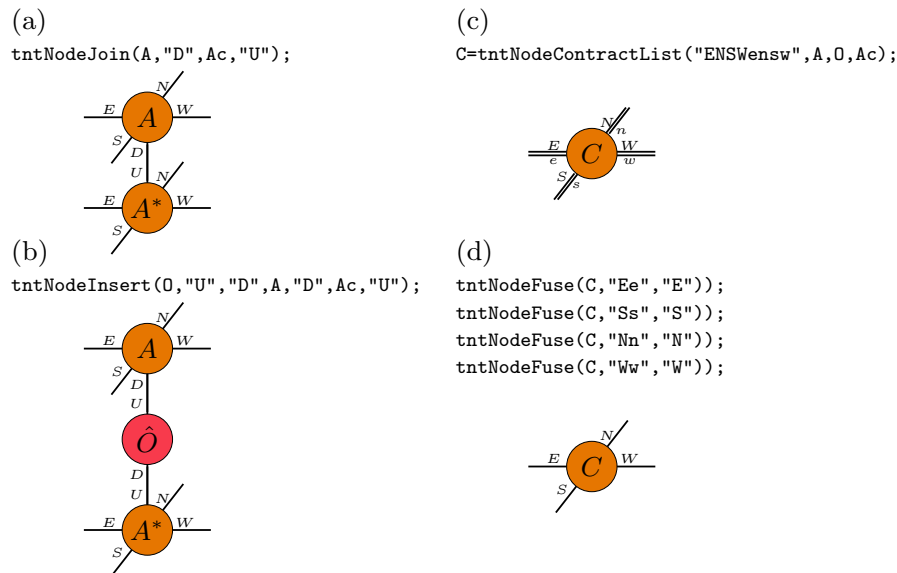 (a)
tntNodeJoin(A,"D",Ac,"U");
N
E A W
S
D
U
N
E A* W
S
(b)
tntNodeInsert(O,"U","D",A,"D",Ac,"U");
N
E A W
S
D
U
Ô
D
U
N
E A* W
S
(c)
C=tntNodeContractList("ENSWensw",A,O,Ac);
N
n
E C W
e w
S
s
(d)
tntNodeFuse(C,"Ee","E"));
tntNodeFuse(C,"Ss","S"));
tntNodeFuse(C,"Nn","N"));
tntNodeFuse(C,"Ww","W"));
N
E C W
S